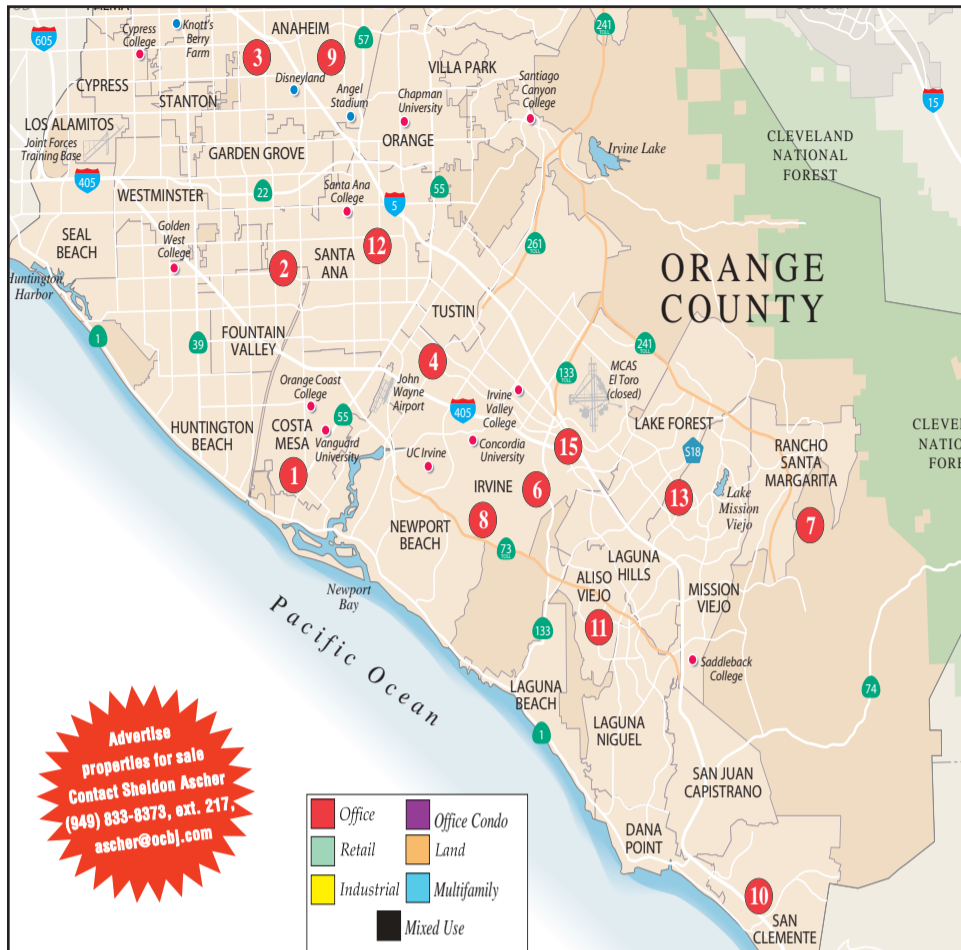 605
Cypress
College
Knott's
Berry
Farm
ANAHEIM
57
241
TOLL
3
9
CYPRESS
STANTON
Disneyland
Angel
Stadium
VILLA PARK
Chapman
University
Santiago
Canyon
College
15
LOS ALAMITOS
Joint Forces
Training Base
GARDEN GROVE
ORANGE
Irvine Lake
CLEVELAND
NATIONAL
FOREST
405
WESTMINSTER
22
Santa Ana
College
5
55
SEAL
BEACH
Golden
West
College
2
SANTA
ANA
12
261
TOLL
ORANGE
COUNTY
Huntington
Harbor
1
39
FOUNTAIN
VALLEY
TUSTIN
4
241
TOLL
133
TOLL
MCAS
El Toro
(closed)
Orange Coast
College
55
John
Wayne
Airport
405
Irvine
Valley
College
HUNTINGTON
BEACH
COSTA
MESA
Vanguard
University
UC Irvine
Concordia
University
15
LAKE FOREST
S18
RANCHO
SANTA
MARGARITA
CLEVE
NATIO
FORE
1
IRVINE
6
13
Lake
Mission
Viejo
7
NEWPORT
BEACH
8
73
TOLL
LAGUNA
HILLS
ALISO
VIEJO
MISSION
VIEJO
Newport
Bay
11
133
Pacific Ocean
Saddleback
College
74
LAGUNA
BEACH
1
LAGUNA
NIGUEL
SAN JUAN
CAPISTRANO
DANA
POINT
10
SAN
CLEMENTE
Advertise
properties for sale
Contact Sheldon Ascher
(949) 833-8373, ext. 217,
ascher@ocbj.com
Office
Office Condo
Retail
Land
Industrial
Multifamily
Mixed Use